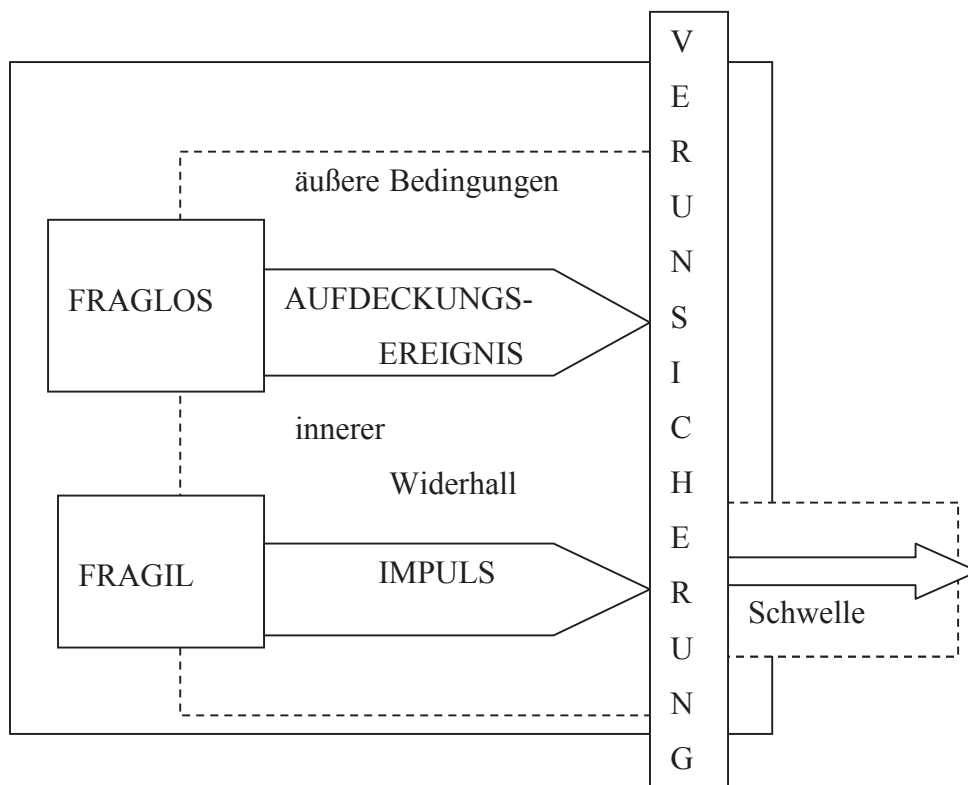 äußere Bedingungen
FRAGLOS
AUFDECKUNGS-
EREIGNIS
innerer
Widerhall
FRAGIL
IMPULS
V
E
R
U
N
S
I
C
H
E
R
U
N
G
Schwelle